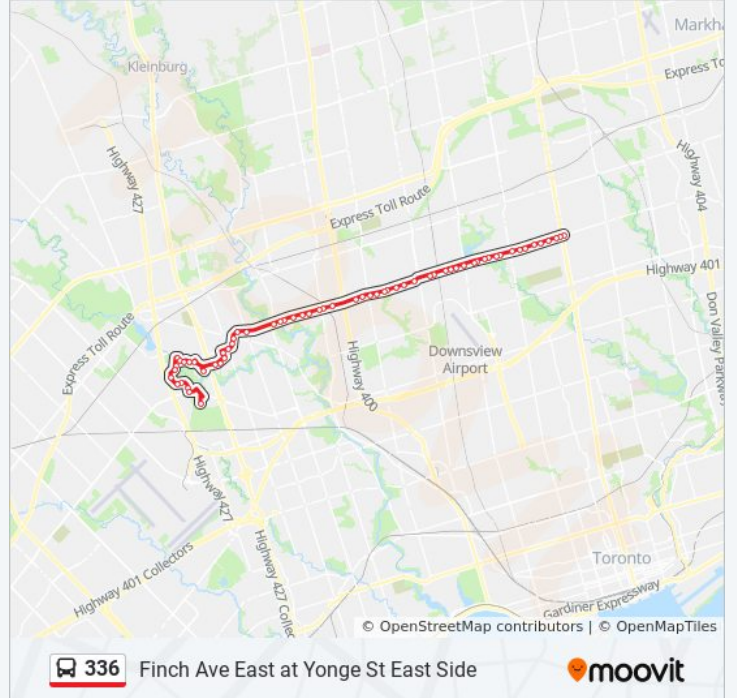 Markha
Kleinburg
Express To
Highway 427
Highway 404
Express Toll Route
Highway 401
Don Valley Parkway
Express Toll Route
Downsview
Airport
Highway 400
Highway 427
Toronto
Highway 401 Collectors
Highway 427 Collec
Gardiner Expressway
© OpenStreetMap contributors | © OpenMapTiles
336 Finch Ave East at Yonge St East Side
moovit